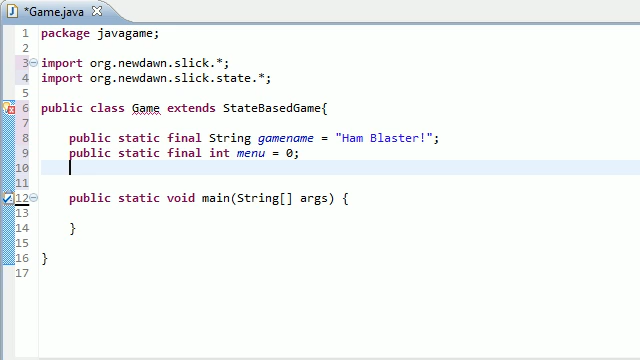 *Game.java
1 package javagame;
2
3 import org.newdawn.slick.*;
4 import org.newdawn.slick.state.*;
5
6 public class Game extends StateBasedGame{
7
8 public static final String gamename = "Ham Blaster!";
9 public static final int menu = 0;
10
11
12 public static void main(String[] args) {
13
14 }
15
16 }
17